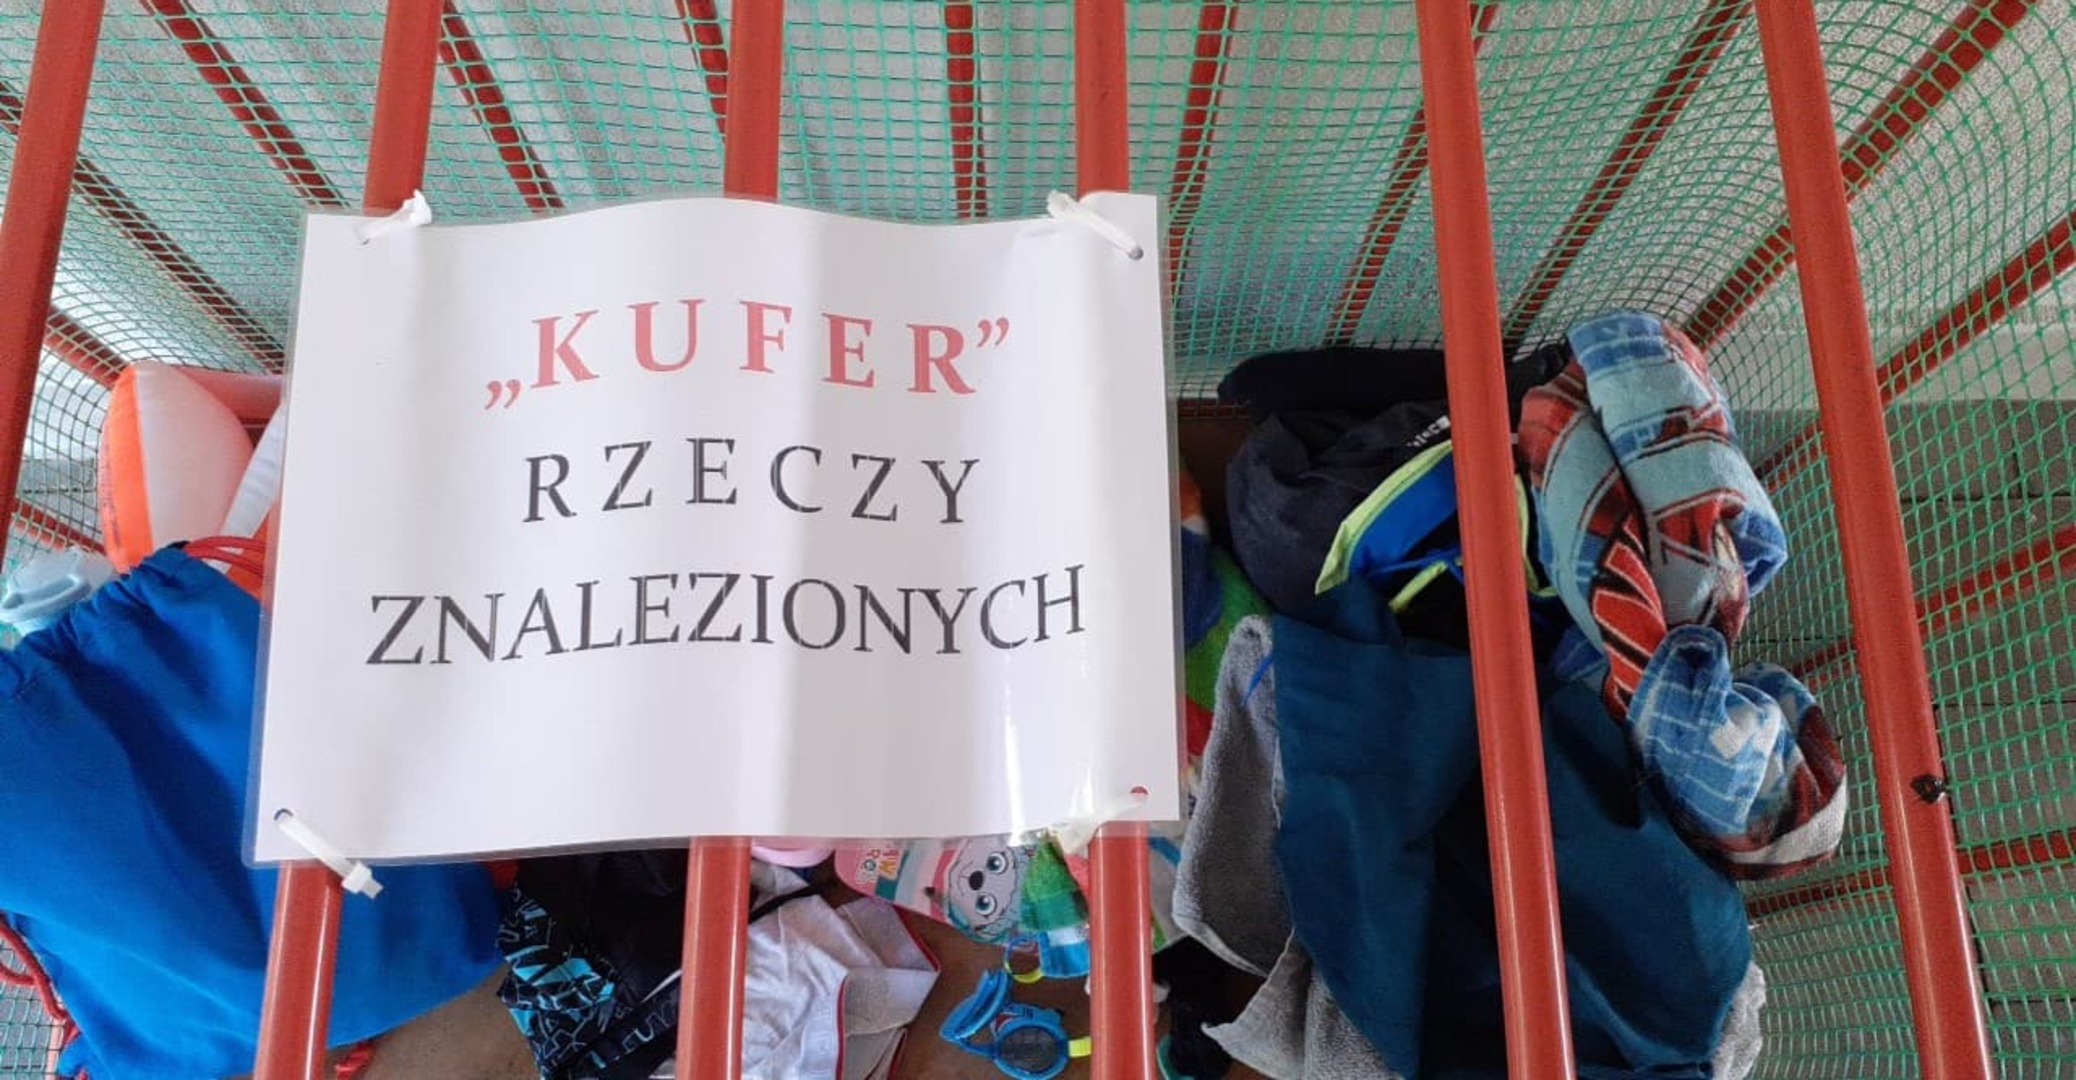 „KUFER”
RZECZY
ZNALEZIONYCH